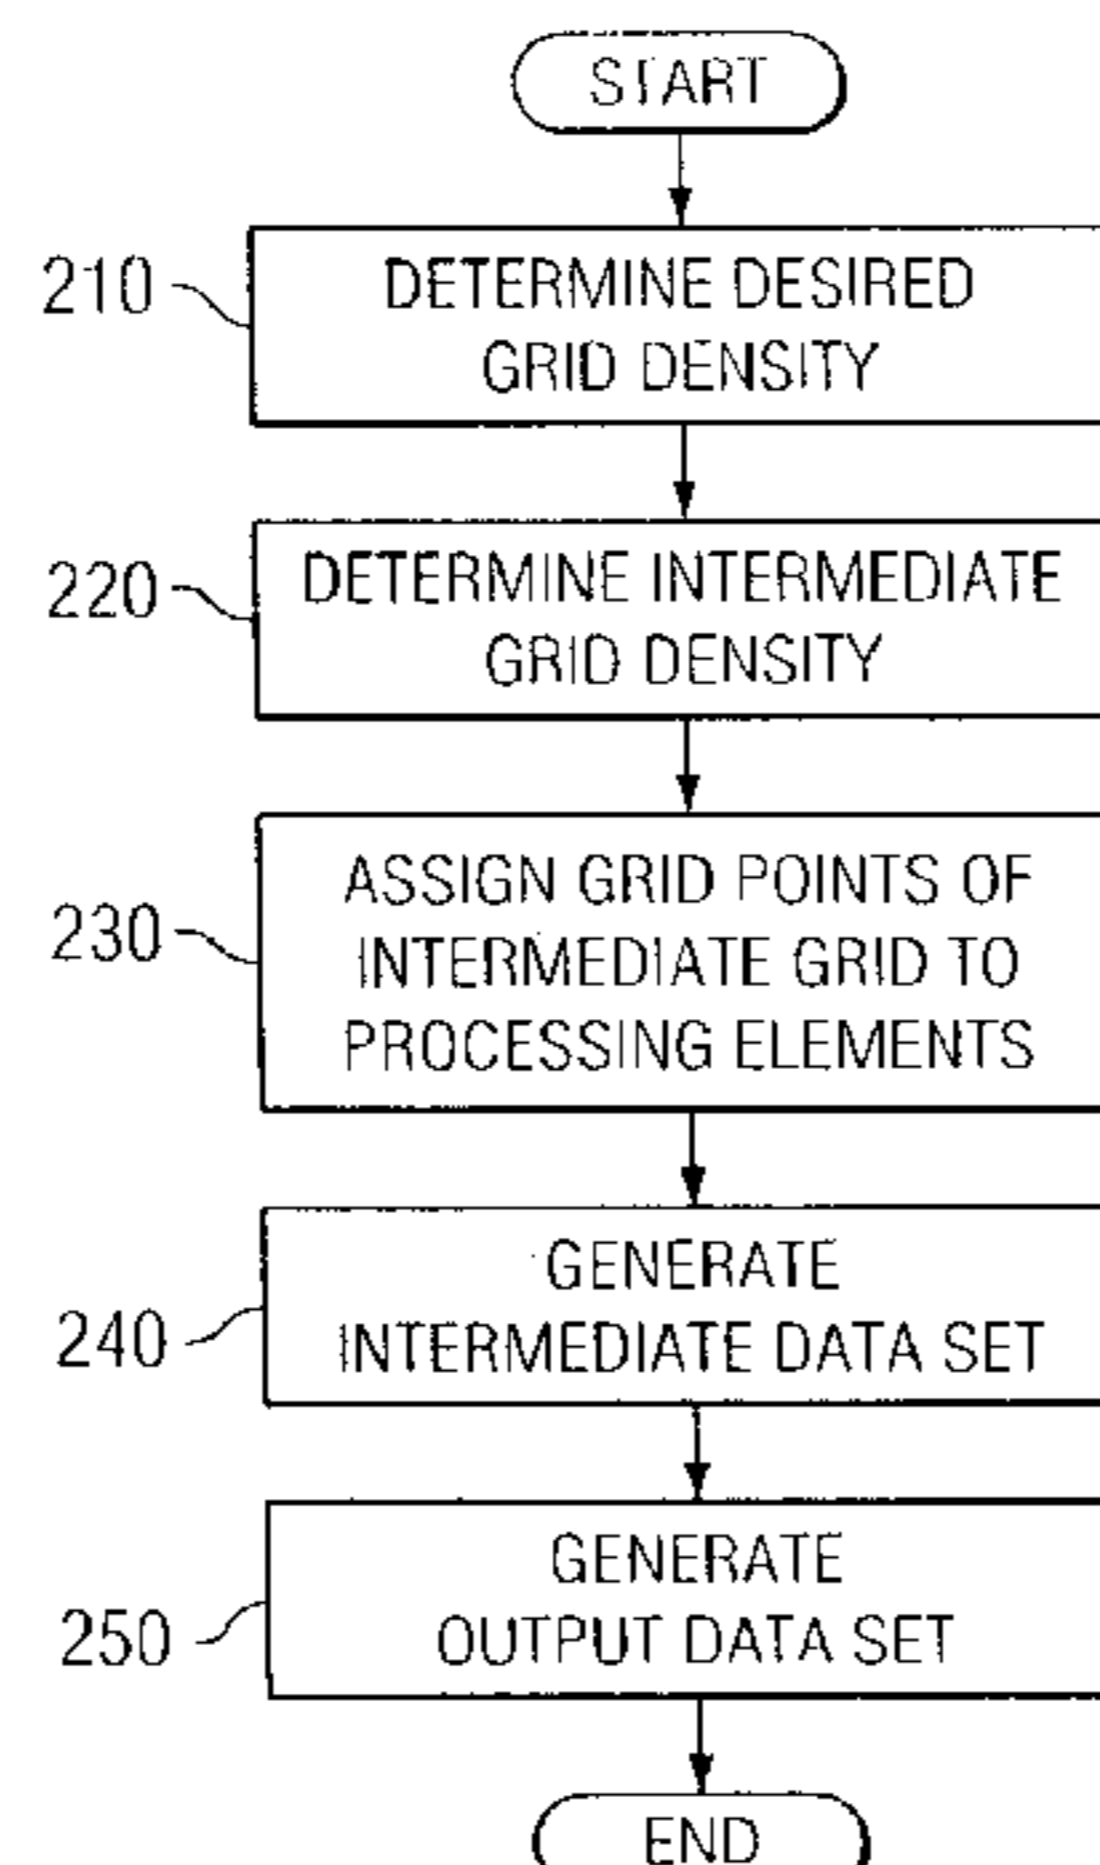 START
210
DETERMINE DESIRED
GRID DENSITY
220
DETERMINE INTERMEDIATE
GRID DENSITY
230
ASSIGN GRID POINTS OF
INTERMEDIATE GRID TO
PROCESSING ELEMENTS
240
GENERATE
INTERMEDIATE DATA SET
250
GENERATE
OUTPUT DATA SET
END